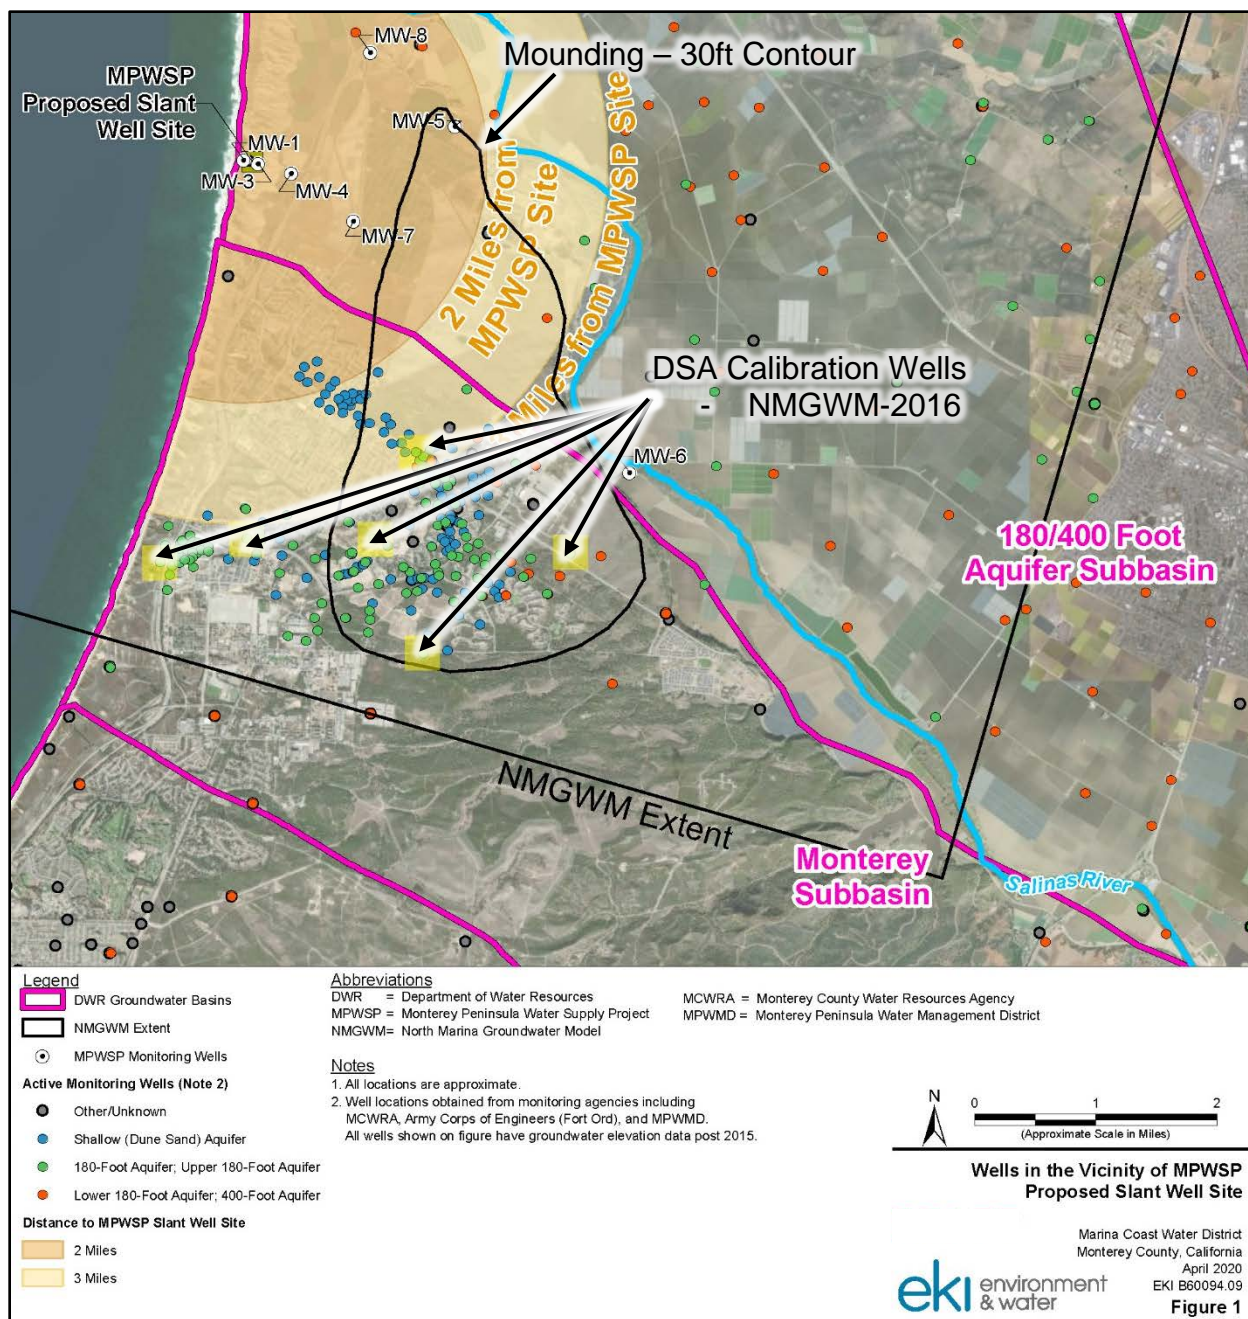 MW-8
Mounding – 30ft Contour
MPWSP
Proposed Slant
Well Site
MW-5
MW-1
MW-3
MW-4
MW-7
2 Miles from
MPWSP Site
Miles from MPWSP Site
DSA Calibration Wells
- NMGWM-2016
MW-6
180/400 Foot
Aquifer Subbasin
NMGWM Extent
Monterey
Subbasin
Salinas River
Legend
DWR Groundwater Basins
NMGWM Extent
MPWSP Monitoring Wells
Active Monitoring Wells (Note 2)
Other/Unknown
Shallow (Dune Sand) Aquifer
180-Foot Aquifer; Upper 180-Foot Aquifer
Lower 180-Foot Aquifer; 400-Foot Aquifer
Distance to MPWSP Slant Well Site
2 Miles
3 Miles
Abbreviations
DWR = Department of Water Resources
MPWSP = Monterey Peninsula Water Supply Project
NMGWM= North Marina Groundwater Model
MCWRA = Monterey County Water Resources Agency
MPWMD = Monterey Peninsula Water Management District
Notes
1. All locations are approximate.
2. Well locations obtained from monitoring agencies including
MCWRA, Army Corps of Engineers (Fort Ord), and MPWMD.
All wells shown on figure have groundwater elevation data post 2015.
N
0 1 2
(Approximate Scale in Miles)
Wells in the Vicinity of MPWSP
Proposed Slant Well Site
Marina Coast Water District
Monterey County, California
April 2020
EKI B60094.09
Figure 1
eki environment
& water